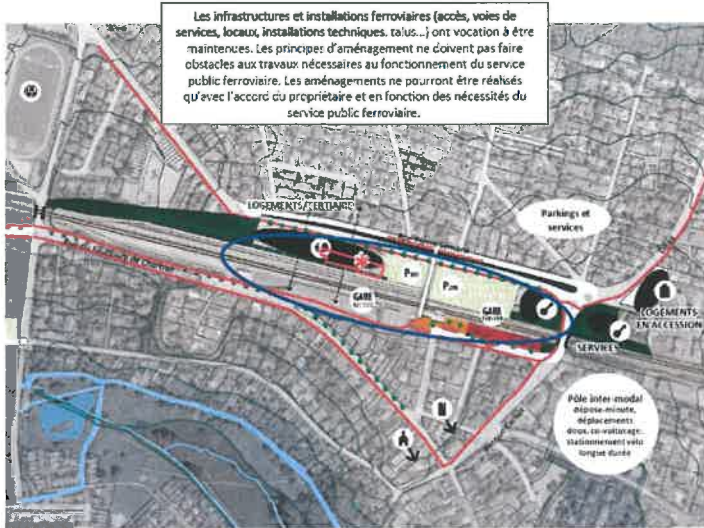 Les infrastructures et installations ferroviaires (accès, voies de
services, locaux, installations techniques, talus...) ont vocation à être
maintenues. Les principes d'aménagement ne doivent pas faire
obstacles aux travaux nécessaires au fonctionement du service
public ferroviaire. Les aménagements ne pourront être réalisés
qu'avec l'accord du propriétaire et en fonction des nécessités du
service public ferroviaire.
LOGEMENTS/TERTIAIRE
Parkings et
services
GARE
GARE
LOGEMENTS
EN ACCESSION
SERVICES
Pôle inter-modal
dépose-minute,
déplacements
doux, co-voiturage,
stationnement vélo
longue durée